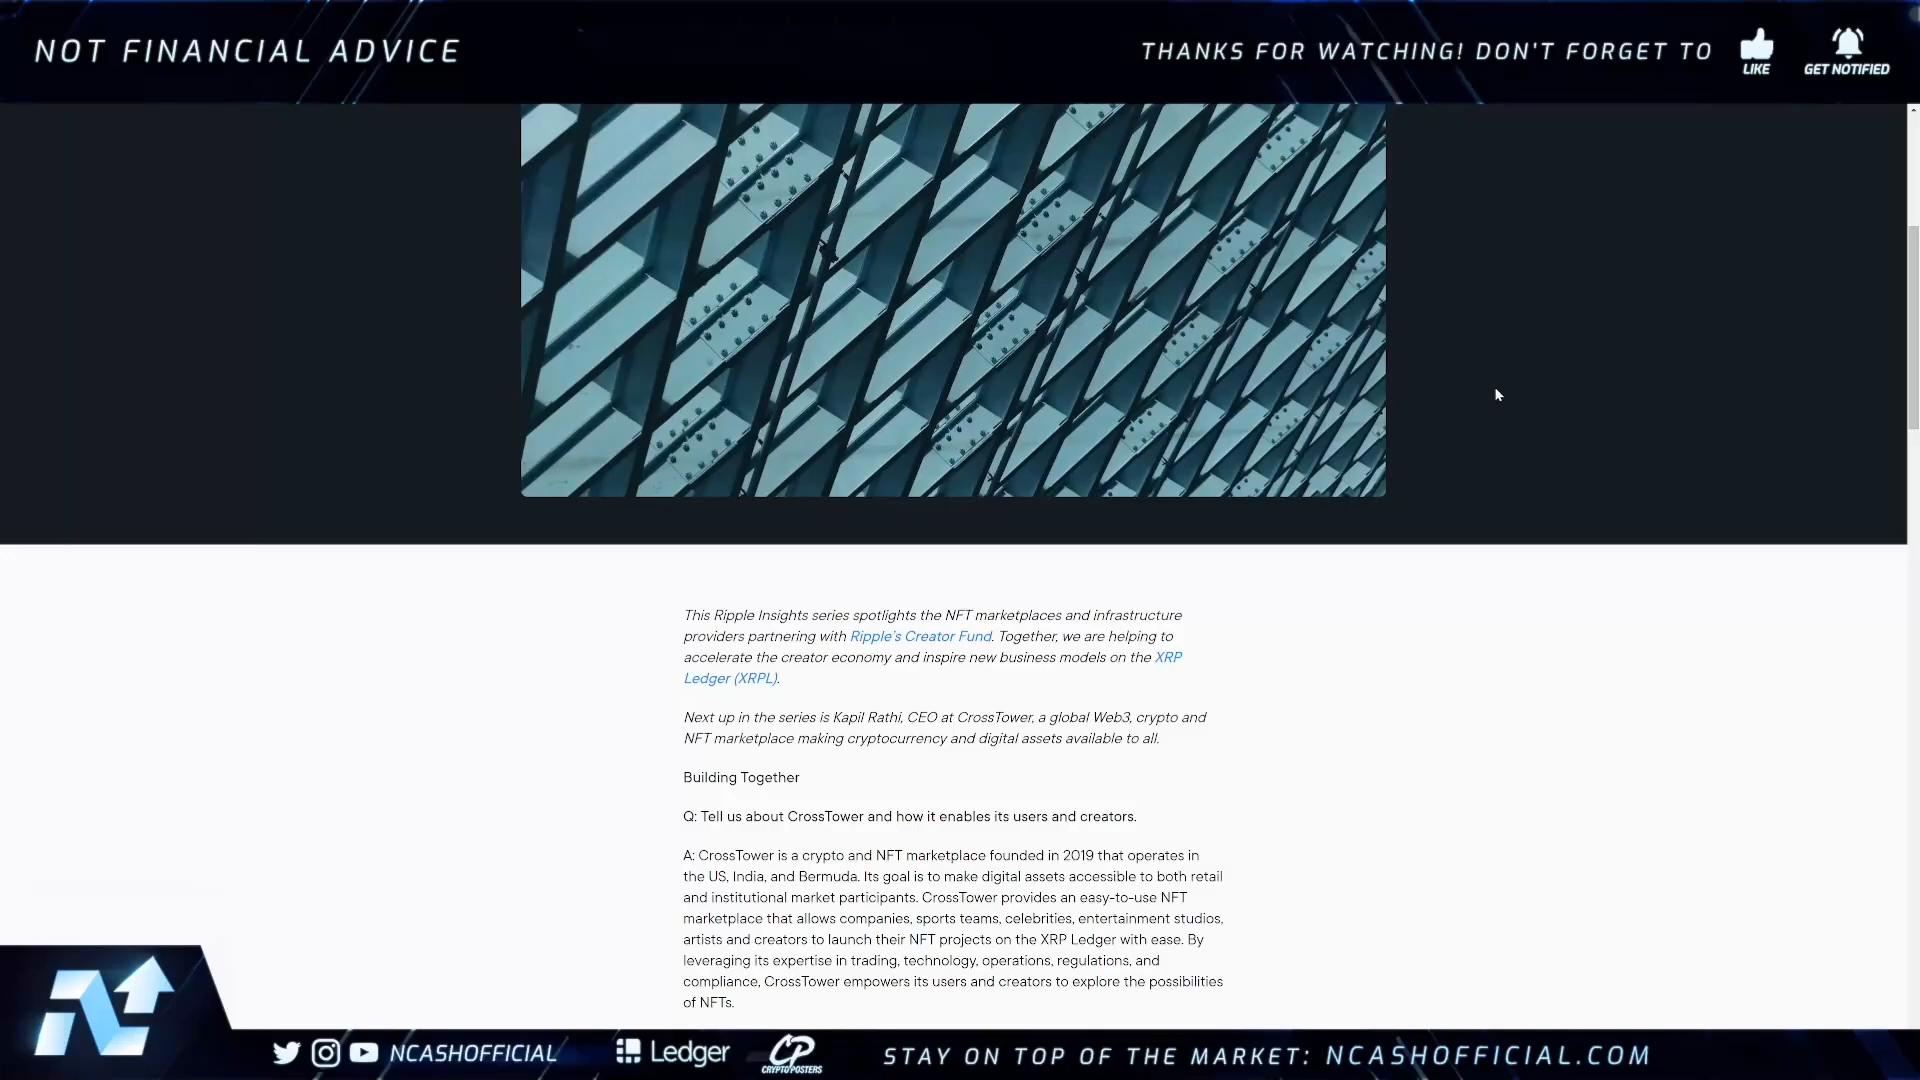 NOT FINANCIAL ADVICE
THANKS FOR WATCHING! DON'T FORGET TO
LIKE
GET NOTIFIED
This Ripple Insights series spotlights the NFT marketplaces and infrastructure
providers partnering with Ripple's Creator Fund. Together, we are helping to
accelerate the creator economy and inspire new business models on the XRP
Ledger (XRPL).
Next up in the series is Kapil Rathi, CEO at CrossTower, a global Web3, crypto and
NFT marketplace making cryptocurrency and digital assets available to all.
Building Together
Q: Tell us about CrossTower and how it enables its users and creators.
A: CrossTower is a crypto and NFT marketplace founded in 2019 that operates in
the US, India, and Bermuda. Its goal is to make digital assets accessible to both retail
and institutional market participants. CrossTower provides an easy-to-use NFT
marketplace that allows companies, sports teams, celebrities, entertainment studios,
artists and creators to launch their NFT projects on the XRP Ledger with ease. By
leveraging its expertise in trading, technology, operations, regulations, and
compliance, CrossTower empowers its users and creators to explore the possibilities
of NFTs.
NCASHOFFICIAL
Ledger
CP
CRYPTOPOSTERS
STAY ON TOP OF THE MARKET: NCASHOFFICIAL.COM